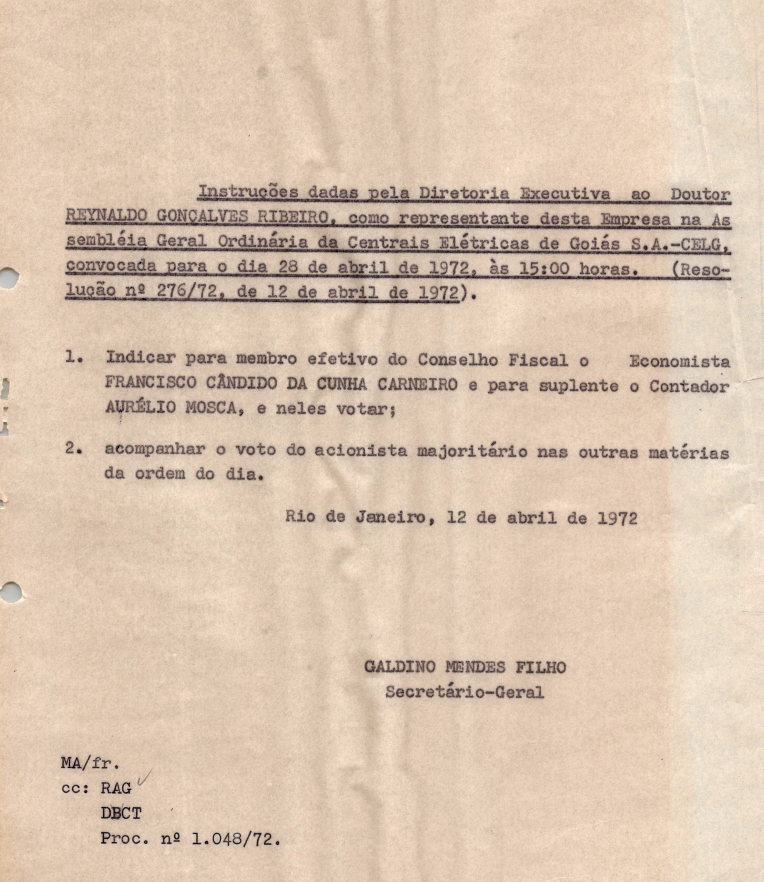 Instruções dadas pela Diretoria Executiva ao Doutor
REYNALDO GONÇALVES RIBEIRO, como representante desta Empresa na As
sembléia Geral Ordinária da Centrais Elétricas de Goiás S.A.-CELG,
convocada para o dia 28 de abril de 1972, às 15:00 horas. (Reso-
lução nº 276/72, de 12 de abril de 1972).
1. Indicar para membro efetivo do Conselho Fiscal o Economista
FRANCISCO CÂNDIDO DA CUNHA CARNEIRO e para suplente o Contador
AURÉLIO MOSCA, e neles votar;
2. acompanhar o voto do acionista majoritário nas outras matérias
da ordem do dia.
Rio de Janeiro, 12 de abril de 1972
GALDINO MENDES FILHO
Secretário-Geral
MA/fr.
cc: RAG
DBCT
Proc. nº 1.048/72.